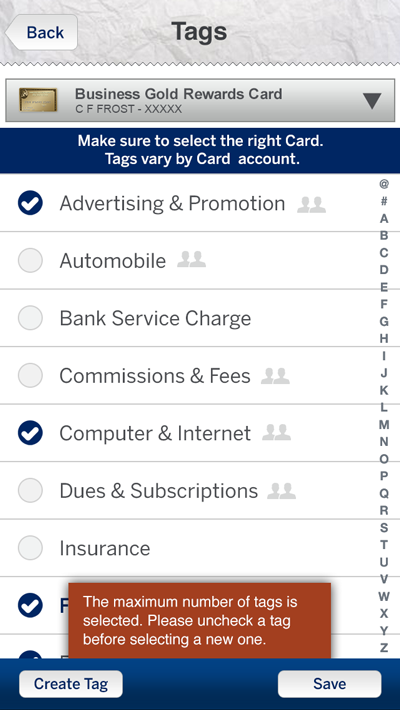 Back
Tags
Business Gold Rewards Card
C F FROST - XXXXX
Make sure to select the right Card.
Tags vary by Card account.
Advertising & Promotion
Automobile
Bank Service Charge
Commissions & Fees
Computer & Internet
Dues & Subscriptions
Insurance
The maximum number of tags is
selected. Please uncheck a tag
before selecting a new one.
@
#
A
B
C
D
E
F
G
H
I
J
K
L
M
N
O
P
Q
R
S
T
U
V
W
X
Y
Z
Create Tag
Save